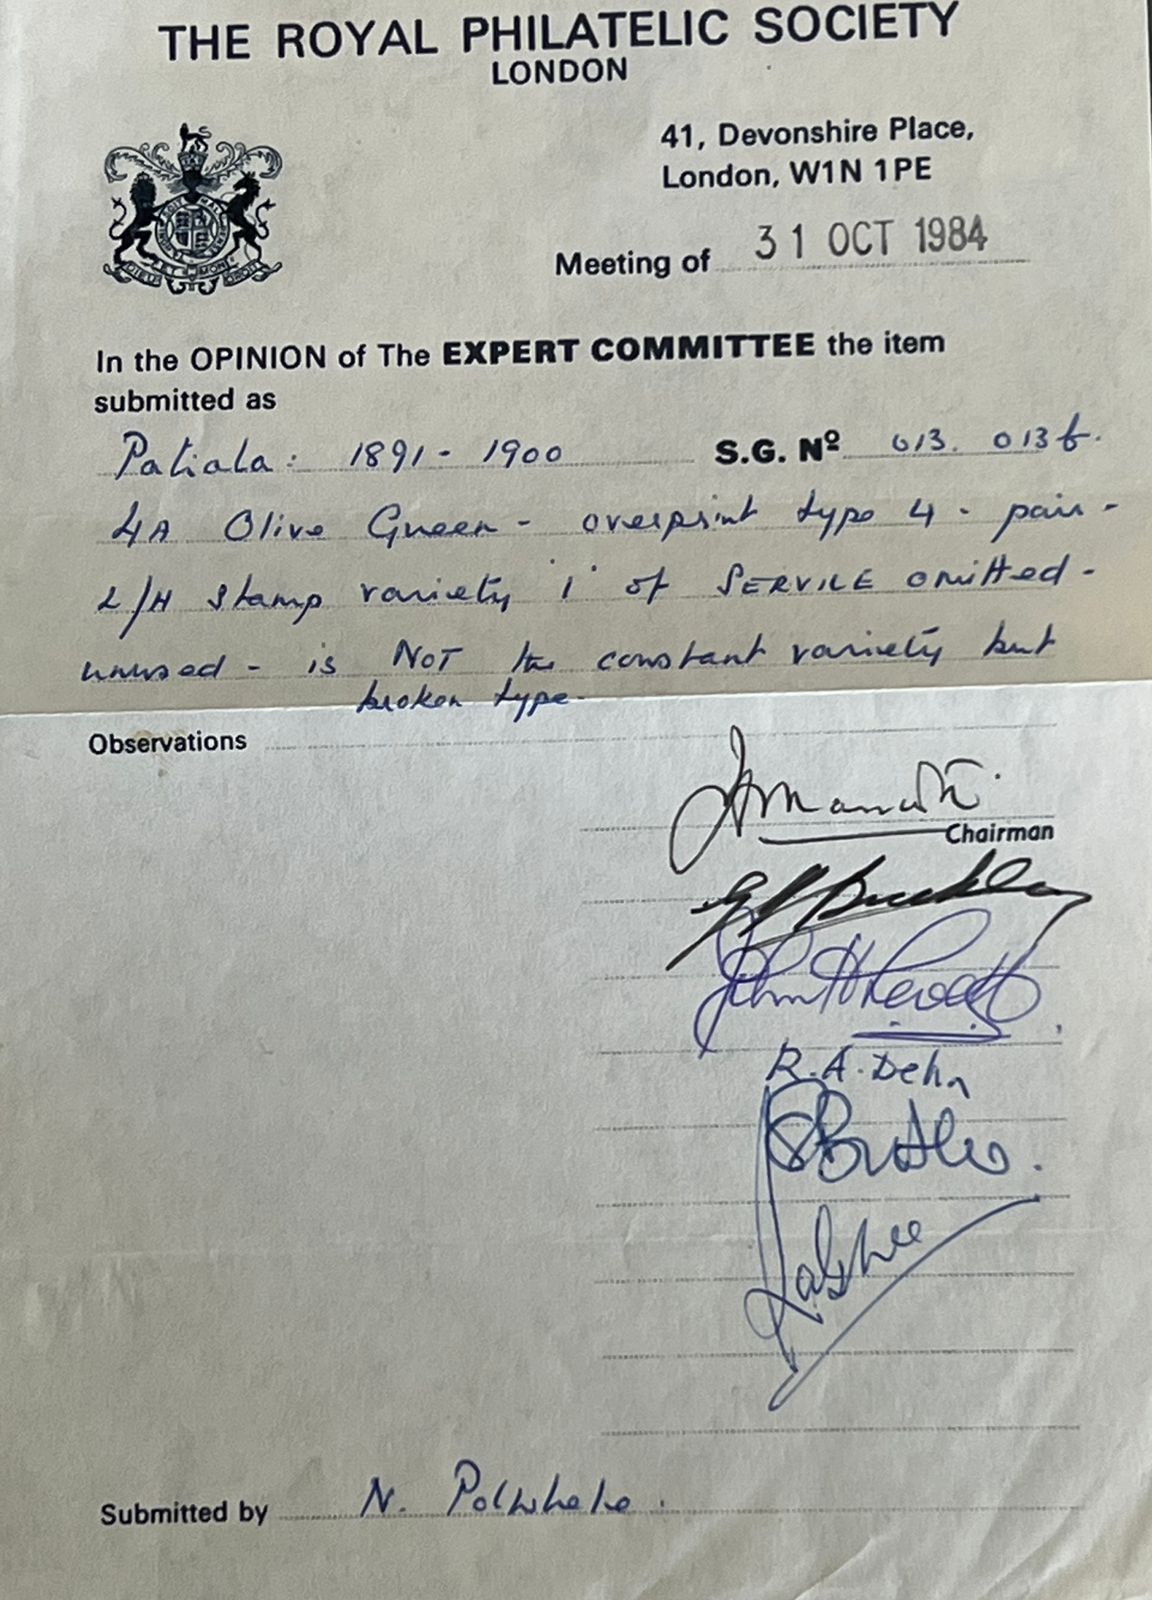 THE ROYAL PHILATELIC SOCIETY
LONDON
41, Devonshire Place,
London, W1N 1PE
Meeting of 31 OCT 1984
In the OPINION of The EXPERT COMMITTEE the item
submitted as
Patiala: 1891 - 1900 S.G. Nº 013. 013b.
4A Olive Green - overprint type 4 - pair -
L/H stamp variety 'i' of SERVICE omitted -
unused - is NOT the constant variety but
broken type.
Observations
Chairman
R.A. Dehn
Submitted by N. Polwhele.